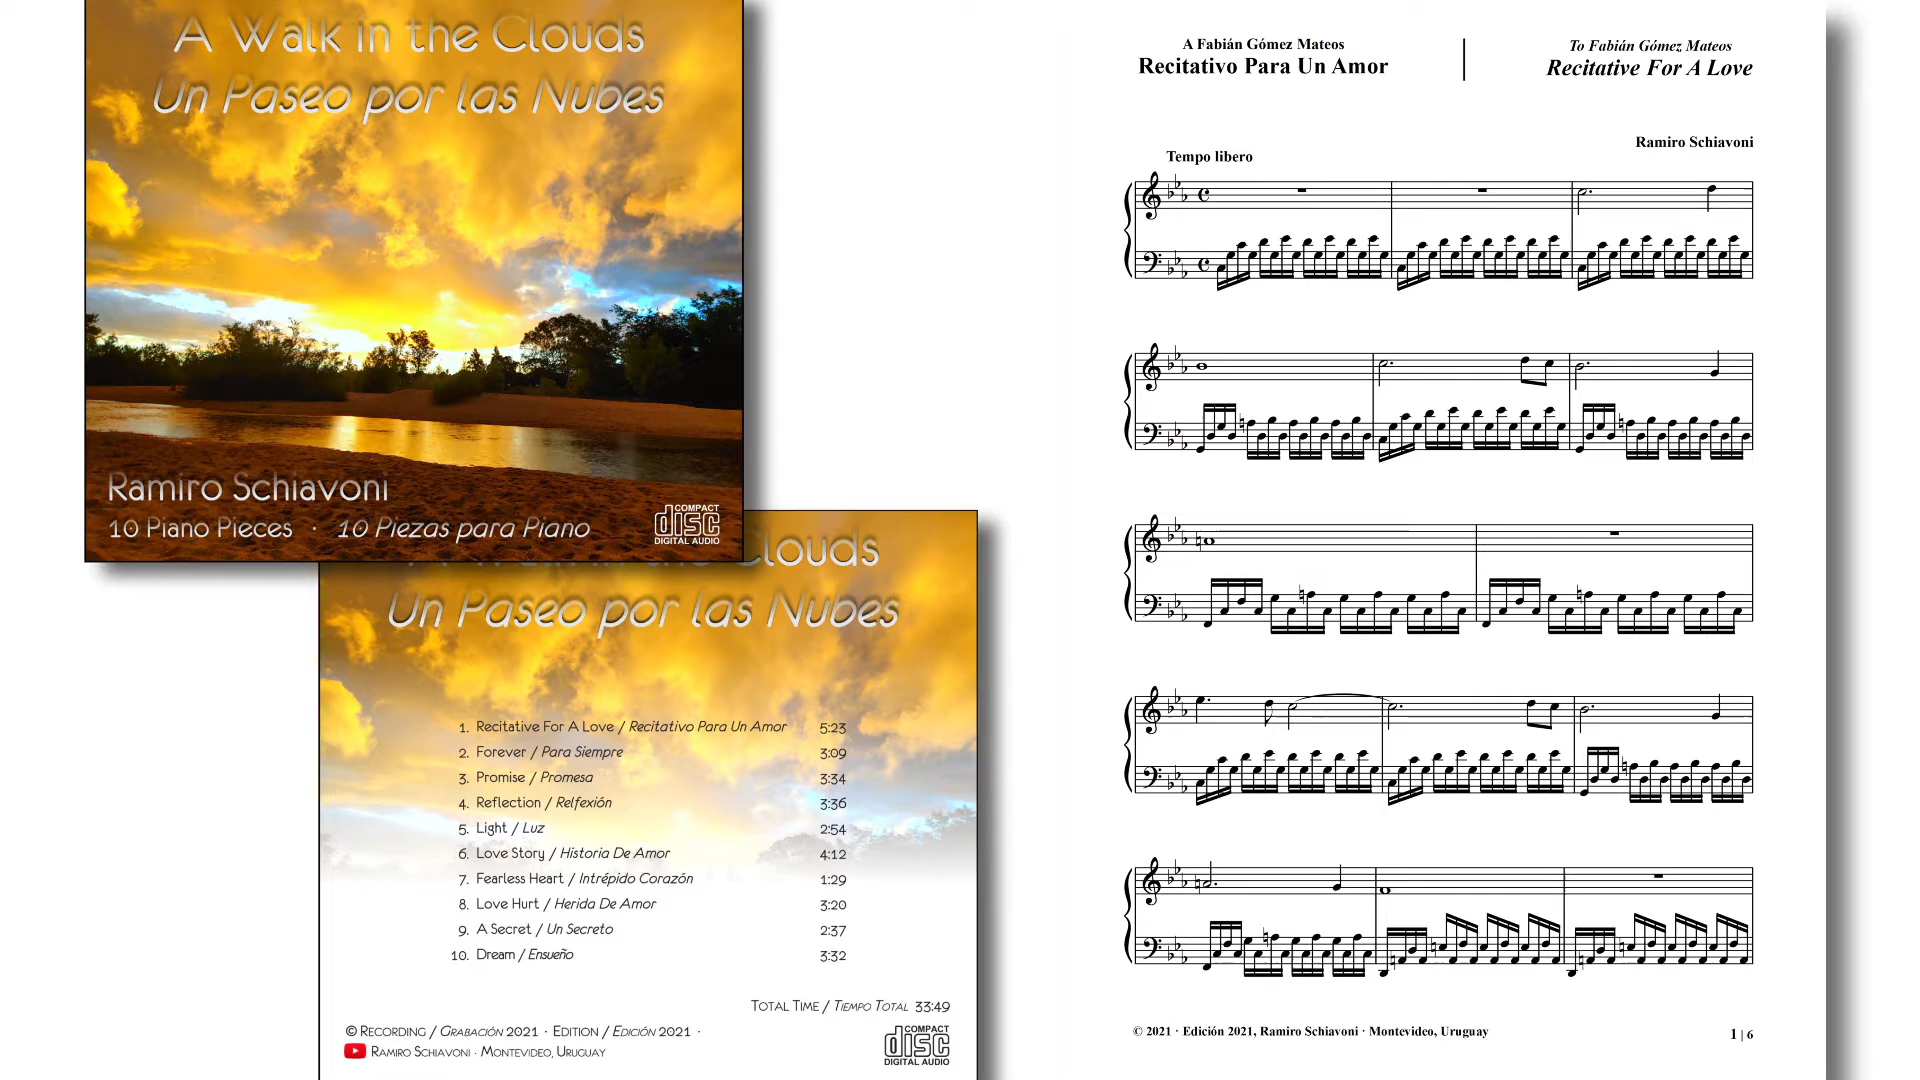 A Walk in the Clouds
Un Paseo por las Nubes
Ramiro Schiavoni
10 Piano Pieces · 10 Piezas para Piano
COMPACT
disc
DIGITAL AUDIO
Clouds
Un Paseo por las Nubes
1. Recitative For A Love / Recitativo Para Un Amor 5:23
2. Forever / Para Siempre 3:09
3. Promise / Promesa 3:34
4. Reflection / Relfexión 3:36
5. Light / Luz 2:54
6. Love Story / Historia De Amor 4:12
7. Fearless Heart / Intrépido Corazón 1:29
8. Love Hurt / Herida De Amor 3:20
9. A Secret / Un Secreto 2:37
10. Dream / Ensueño 3:32
Total Time / Tiempo Total 33:49
© Recording / Grabación 2021 · Edition / Edición 2021 ·
Ramiro Schiavoni · Montevideo, Uruguay
COMPACT
disc
DIGITAL AUDIO
A Fabián Gómez Mateos
Recitativo Para Un Amor
To Fabián Gómez Mateos
Recitative For A Love
Ramiro Schiavoni
Tempo libero
© 2021 · Edición 2021, Ramiro Schiavoni · Montevideo, Uruguay
1 | 6